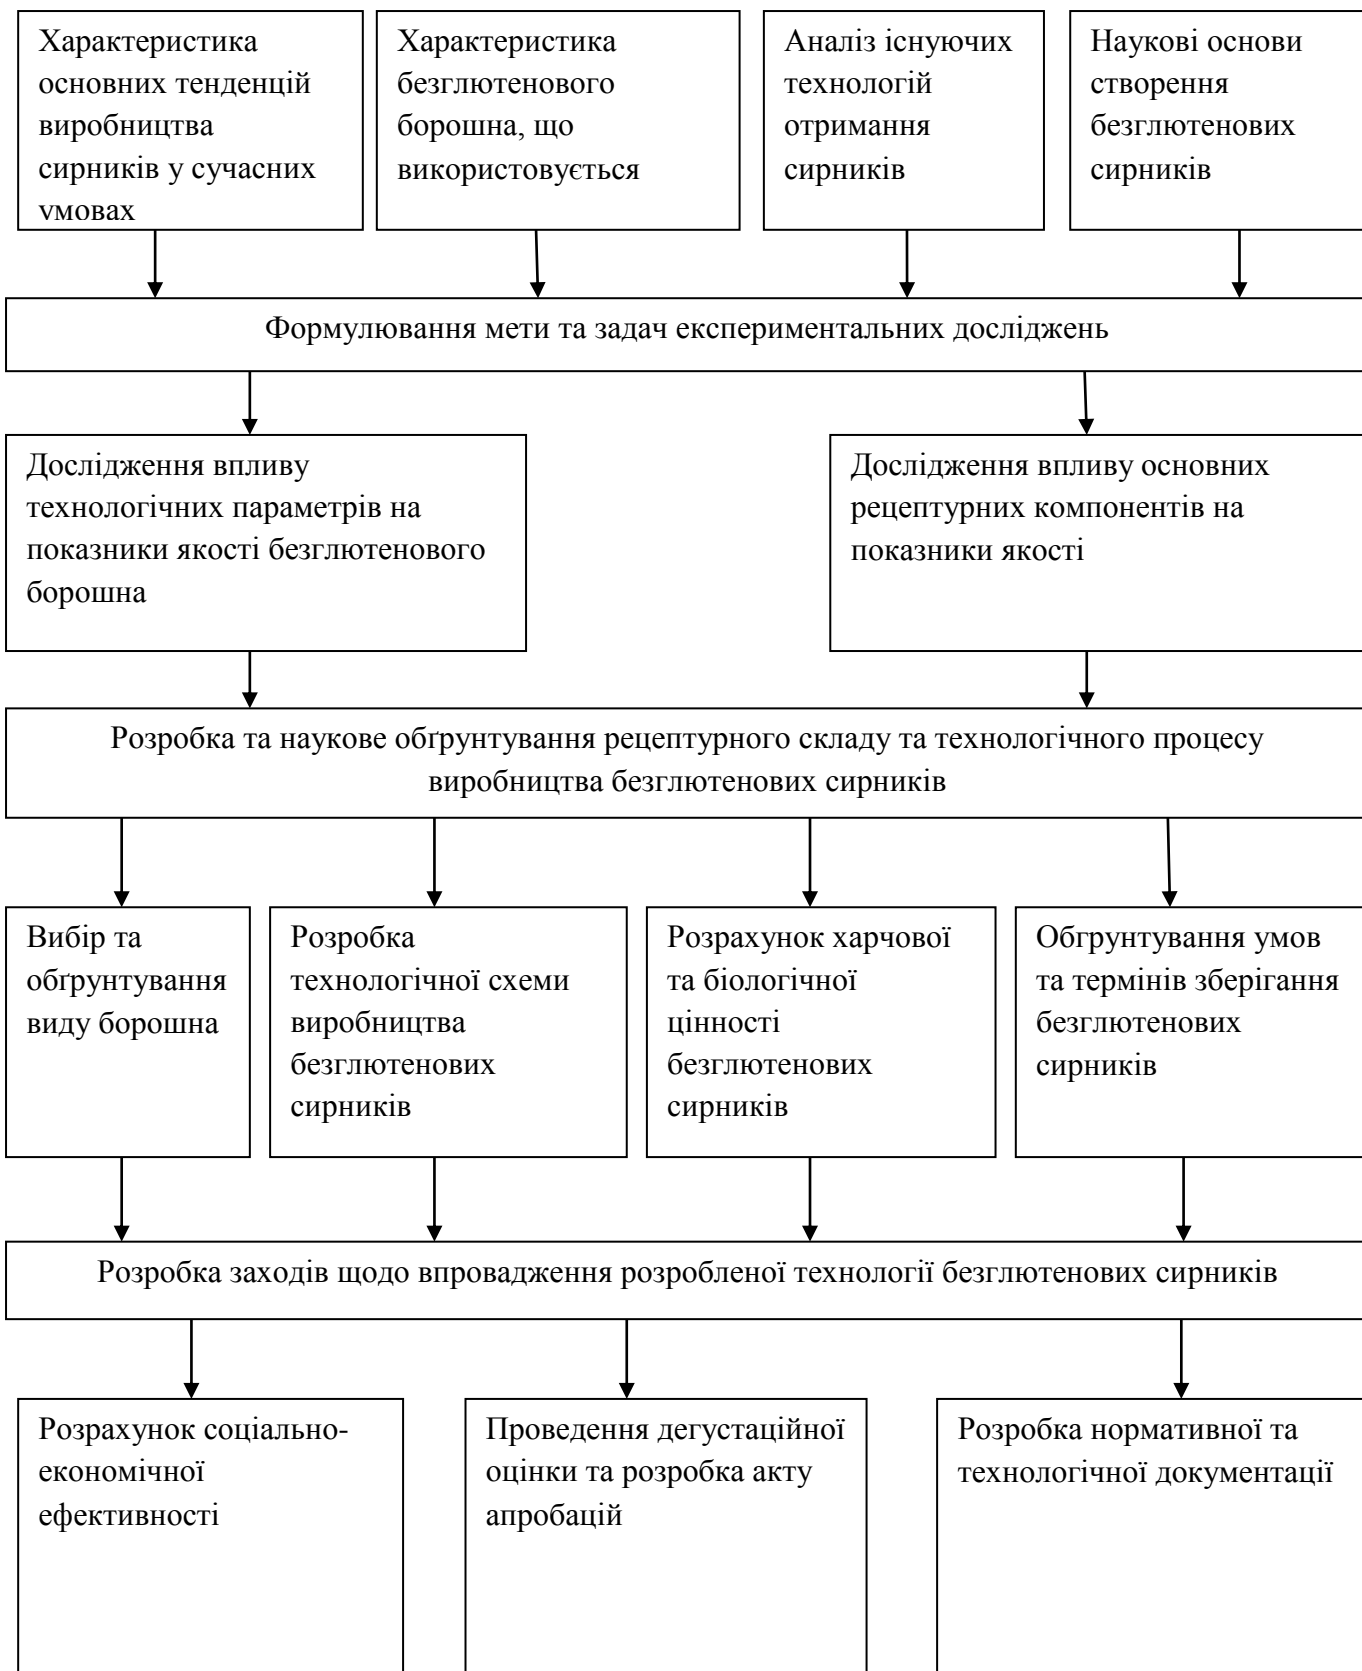 Характеристика
основних тенденцій
виробництва
сирників у сучасних
умовах
Характеристика
безглютенового
борошна, що
використовується
Аналіз існуючих
технологій
отримання
сирників
Наукові основи
створення
безглютенових
сирників
Формулювання мети та задач експериментальних досліджень
Дослідження впливу
технологічних параметрів на
показники якості безглютенового
борошна
Дослідження впливу основних
рецептурних компонентів на
показники якості
Розробка та наукове обґрунтування рецептурного складу та технологічного процесу
виробництва безглютенових сирників
Вибір та
обґрунтування
виду борошна
Розробка
технологічної схеми
виробництва
безглютенових
сирників
Розрахунок харчової
та біологічної
цінності
безглютенових
сирників
Обгрунтування умов
та термінів зберігання
безглютенових
сирників
Розробка заходів щодо впровадження розробленої технології безглютенових сирників
Розрахунок соціально-
економічної
ефективності
Проведення дегустаційної
оцінки та розробка акту
апробацій
Розробка нормативної та
технологічної документації